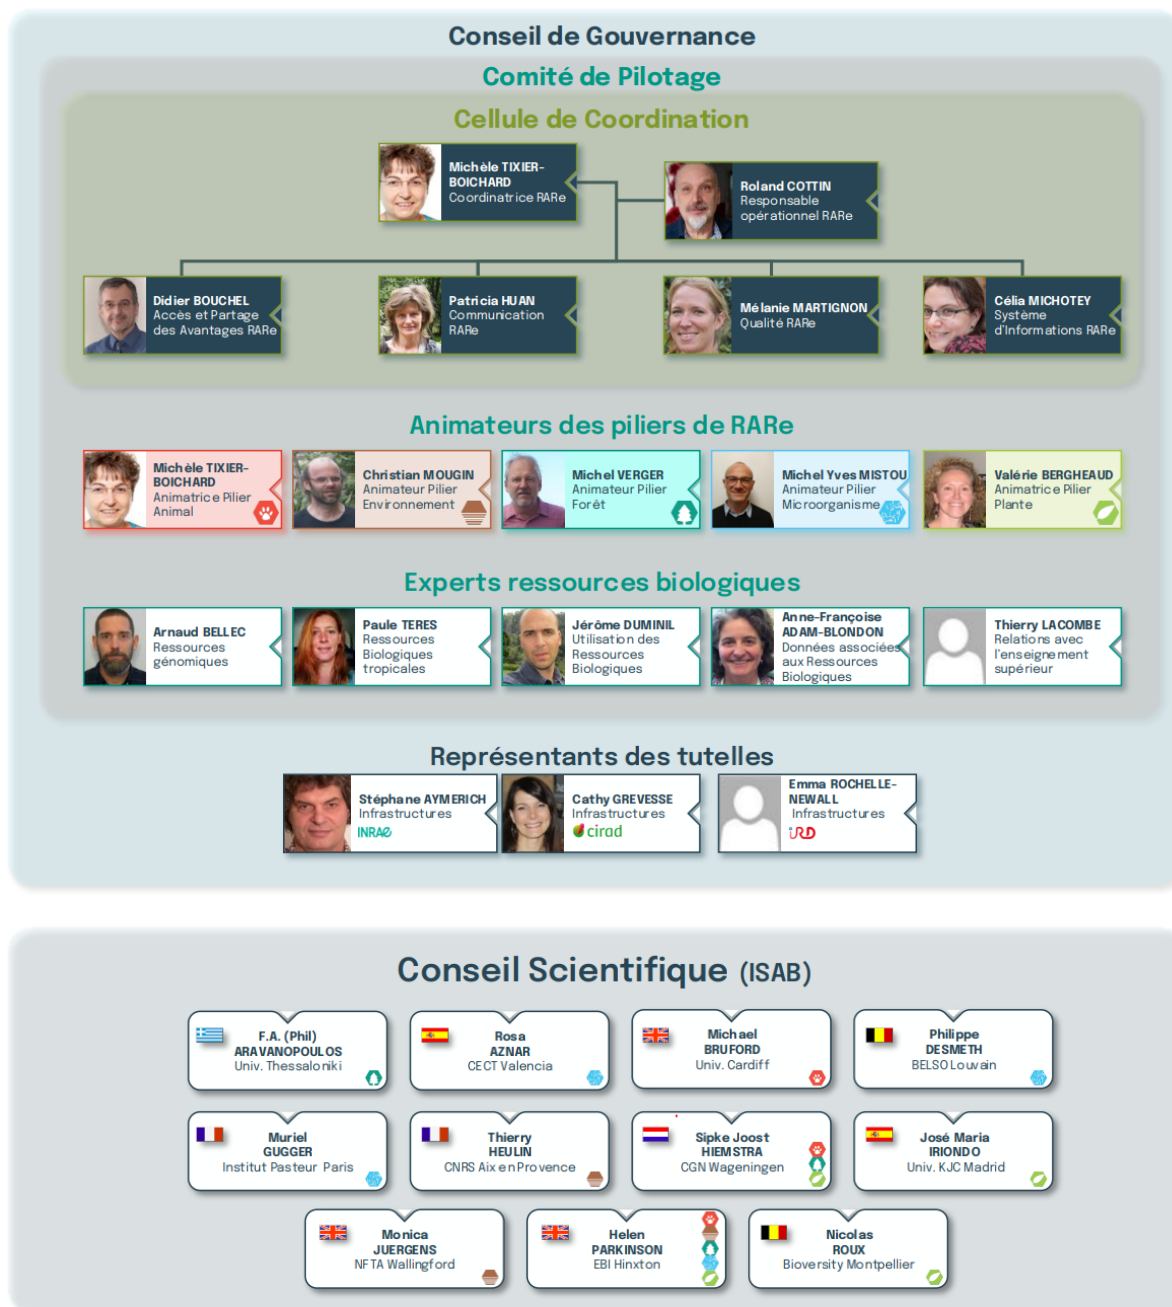 Conseil de Gouvernance
Comité de Pilotage
Cellule de Coordination
Michèle TIXIER-
BOICHARD
Coordinatrice RARe
Roland COTTIN
Responsable
opérationnel RARe
Didier BOUCHEL
Accès et Partage
des Avantages RARe
Patricia HUAN
Communication
RARe
Mélanie MARTIGNON
Qualité RARe
Célia MICHOTEY
Système
d'Informations RARe
Animateurs des piliers de RARe
Michèle TIXIER-
BOICHARD
Animatrice Pilier
Animal
Christian MOUGIN
Animateur Pilier
Environnement
Michel VERGER
Animateur Pilier
Forêt
Michel Yves MISTOU
Animateur Pilier
Microorganisme
Valérie BERGHEAUD
Animatrice Pilier
Plante
Experts ressources biologiques
Arnaud BELLEC
Ressources
génomiques
Paule TERES
Ressources
Biologiques
tropicales
Jérôme DUMINIL
Utilisation des
Ressources
Biologiques
Anne-Françoise
ADAM-BLONDON
Données associées
aux Ressources
Biologiques
Thierry LACOMBE
Relations avec
l'enseignement
supérieur
Représentants des tutelles
Stéphane AYMERICH
Infrastructures
INRAE
Cathy GREVESSE
Infrastructures
cirad
Emma ROCHELLE-
NEWALL
Infrastructures
IRD
Conseil Scientifique (ISAB)
F.A. (Phil)
ARAVANOPOULOS
Univ. Thessaloniki
Rosa
AZNAR
CECT Valencia
Michael
BRUFORD
Univ. Cardiff
Philippe
DESMETH
BELSO Louvain
Muriel
GUGGER
Institut Pasteur Paris
Thierry
HEULIN
CNRS Aix en Provence
Sipke Joost
HIEMSTRA
CGN Wageningen
José Maria
IRIONDO
Univ. KJC Madrid
Monica
JUERGENS
NFTA Wallingford
Helen
PARKINSON
EBI Hinxton
Nicolas
ROUX
Bioversity Montpellier